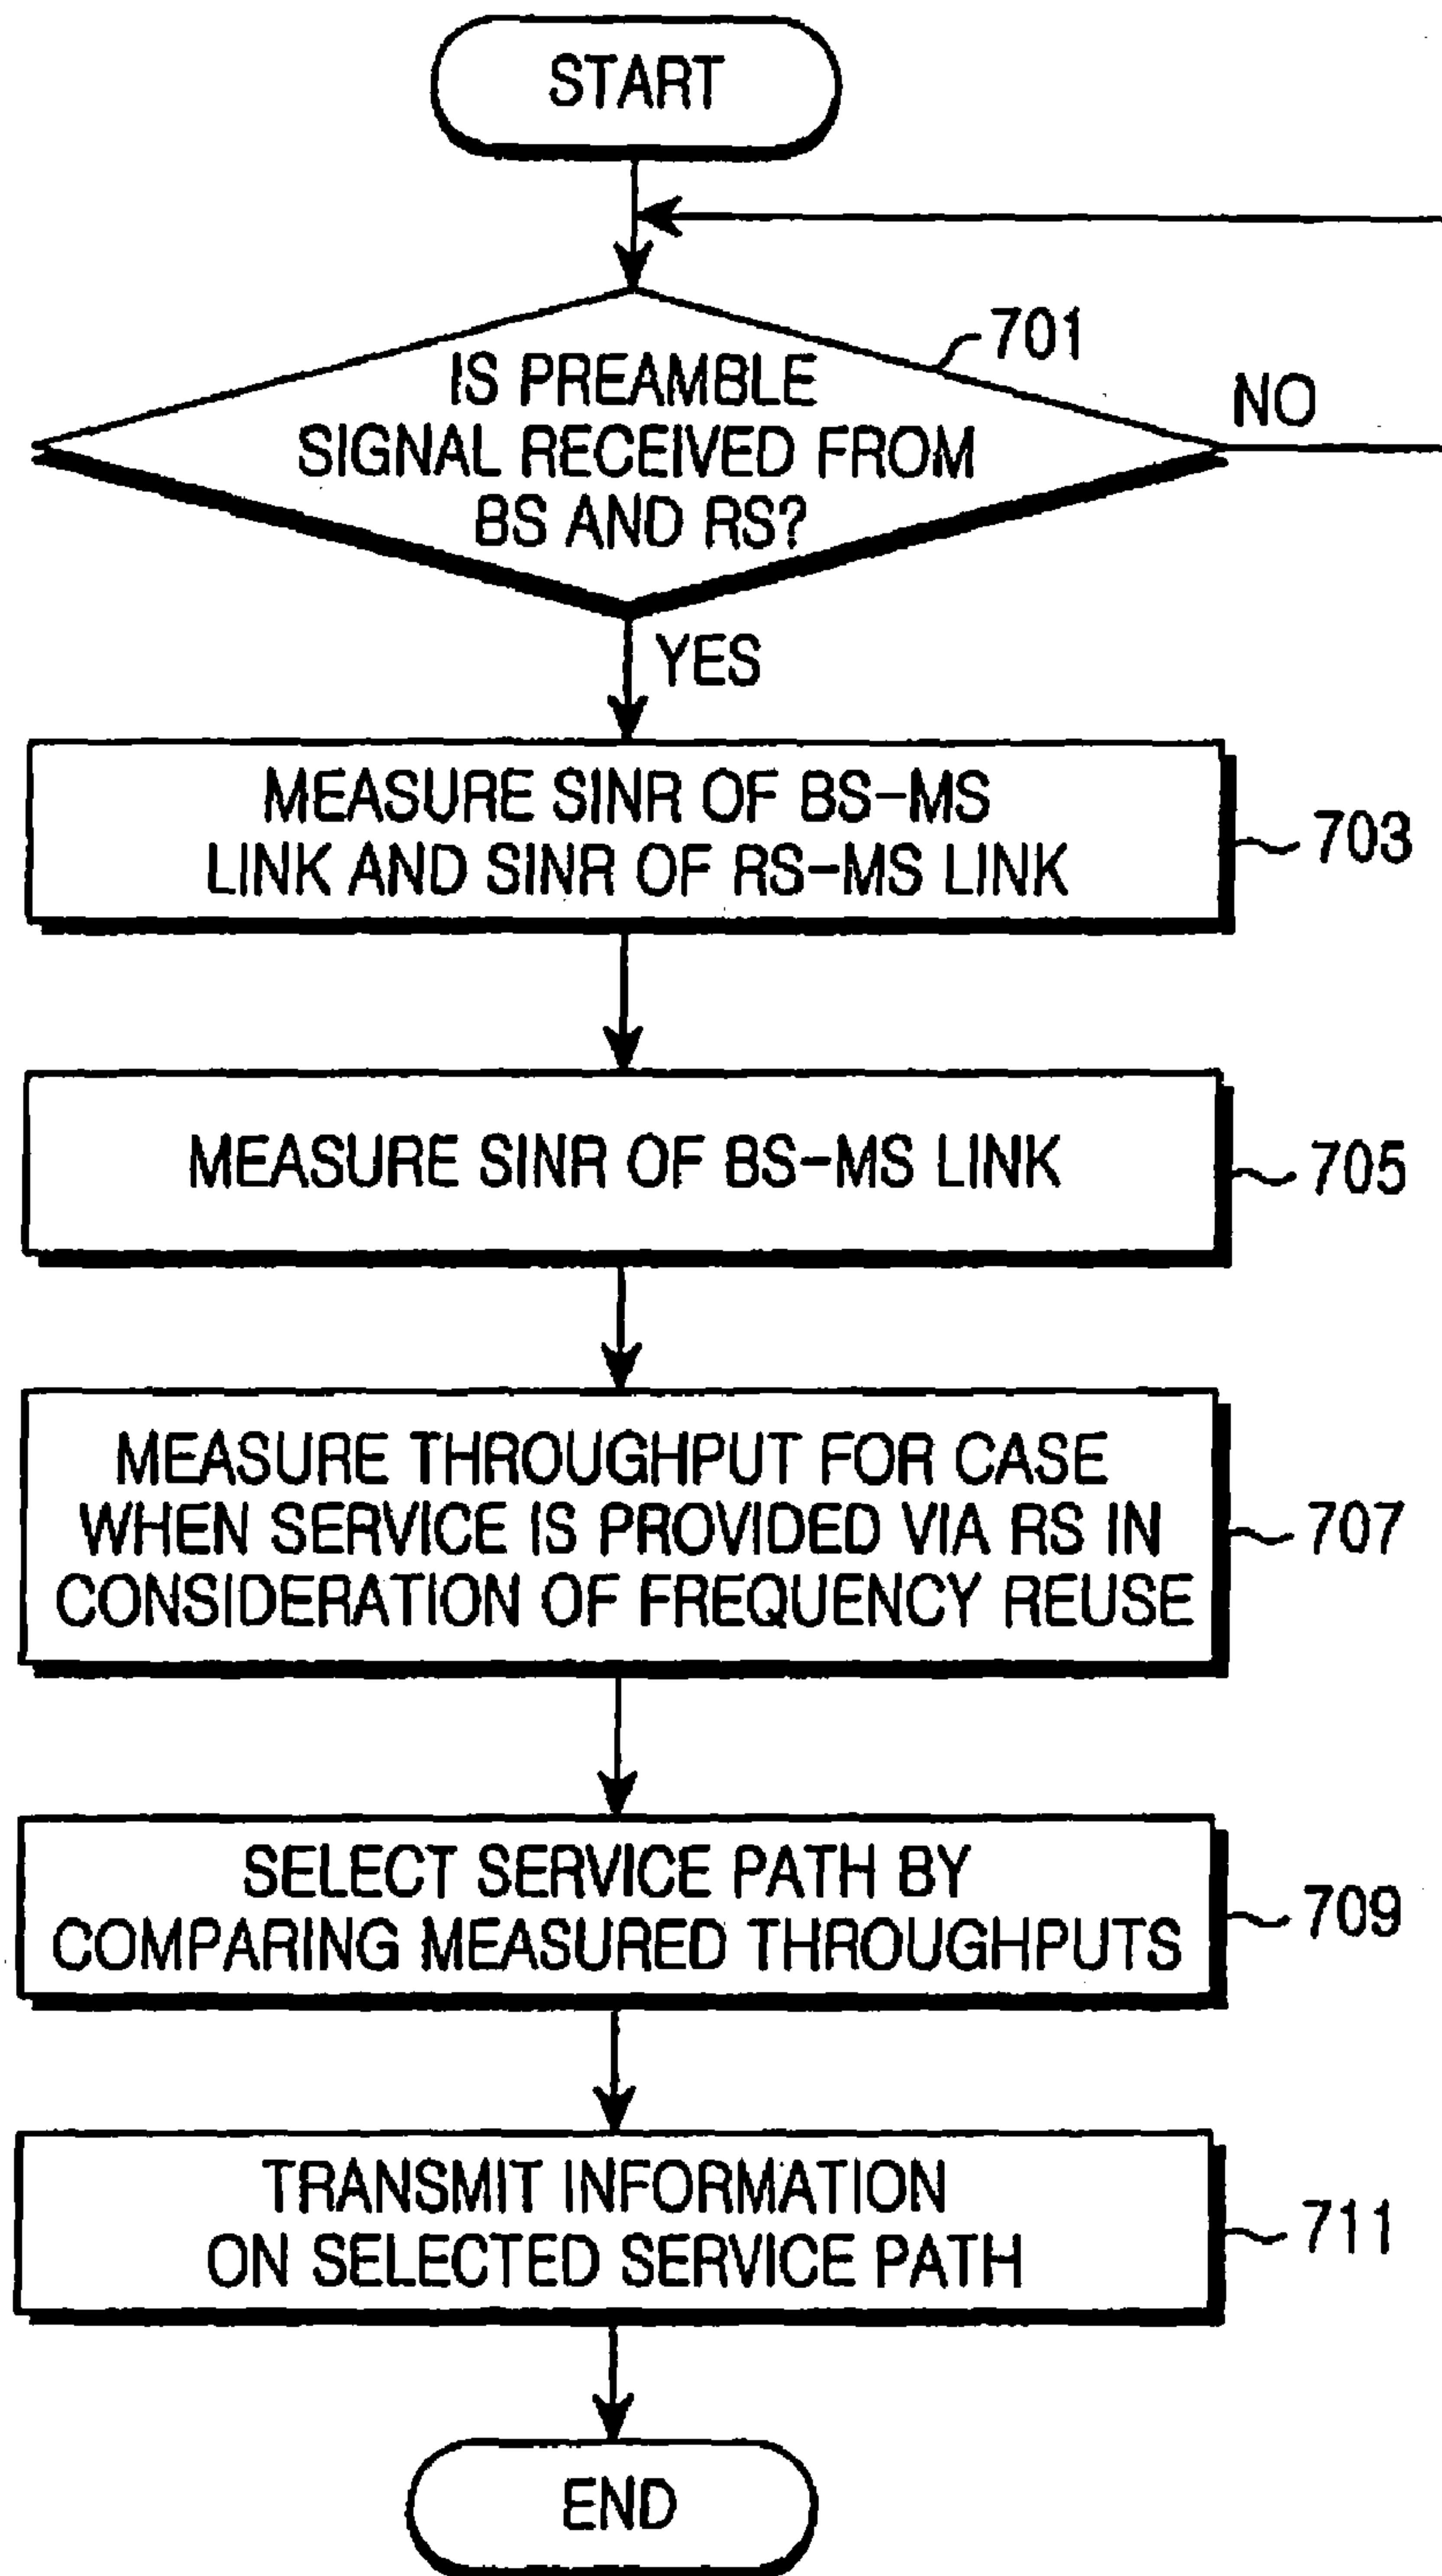 START
701
IS PREAMBLE
SIGNAL RECEIVED FROM
BS AND RS?
NO
YES
MEASURE SINR OF BS-MS
LINK AND SINR OF RS-MS LINK
703
MEASURE SINR OF BS-MS LINK
705
MEASURE THROUGHPUT FOR CASE
WHEN SERVICE IS PROVIDED VIA RS IN
CONSIDERATION OF FREQUENCY REUSE
707
SELECT SERVICE PATH BY
COMPARING MEASURED THROUGHPUTS
709
TRANSMIT INFORMATION
ON SELECTED SERVICE PATH
711
END